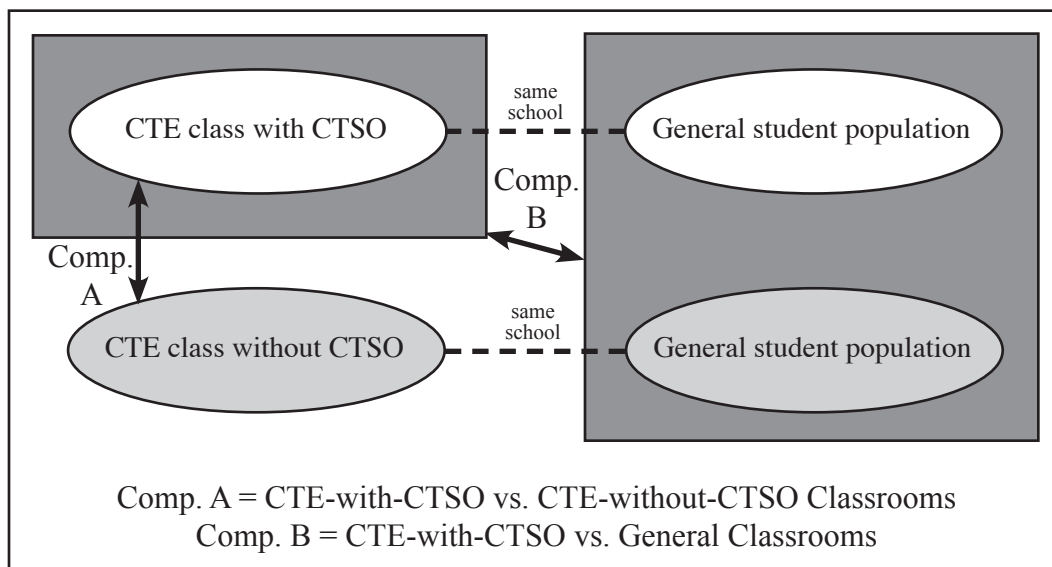 CTE class with CTSO
same
school
General student population
Comp.
B
Comp.
A
CTE class without CTSO
same
school
General student population
Comp. A = CTE-with-CTSO vs. CTE-without-CTSO Classrooms
Comp. B = CTE-with-CTSO vs. General Classrooms